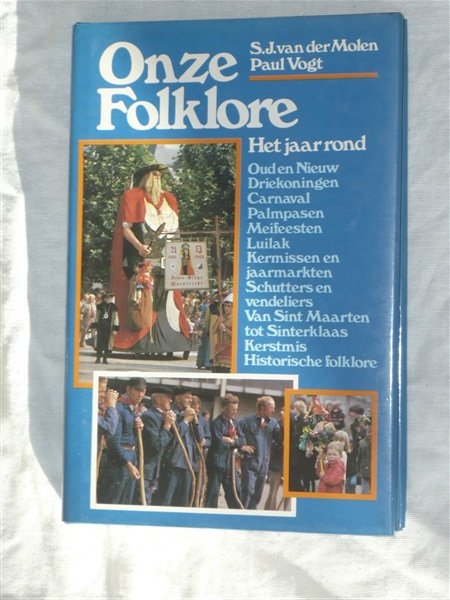 Onze
Folklore
S.J. van der Molen
Paul Vogt
Het jaar rond
Oud en Nieuw
Driekoningen
Carnaval
Palmpasen
Meifeesten
Luilak
Kermissen en
jaarmarkten
Schutters en
vendeliers
Van Sint Maarten
tot Sinterklaas
Kerstmis
Historische folklore